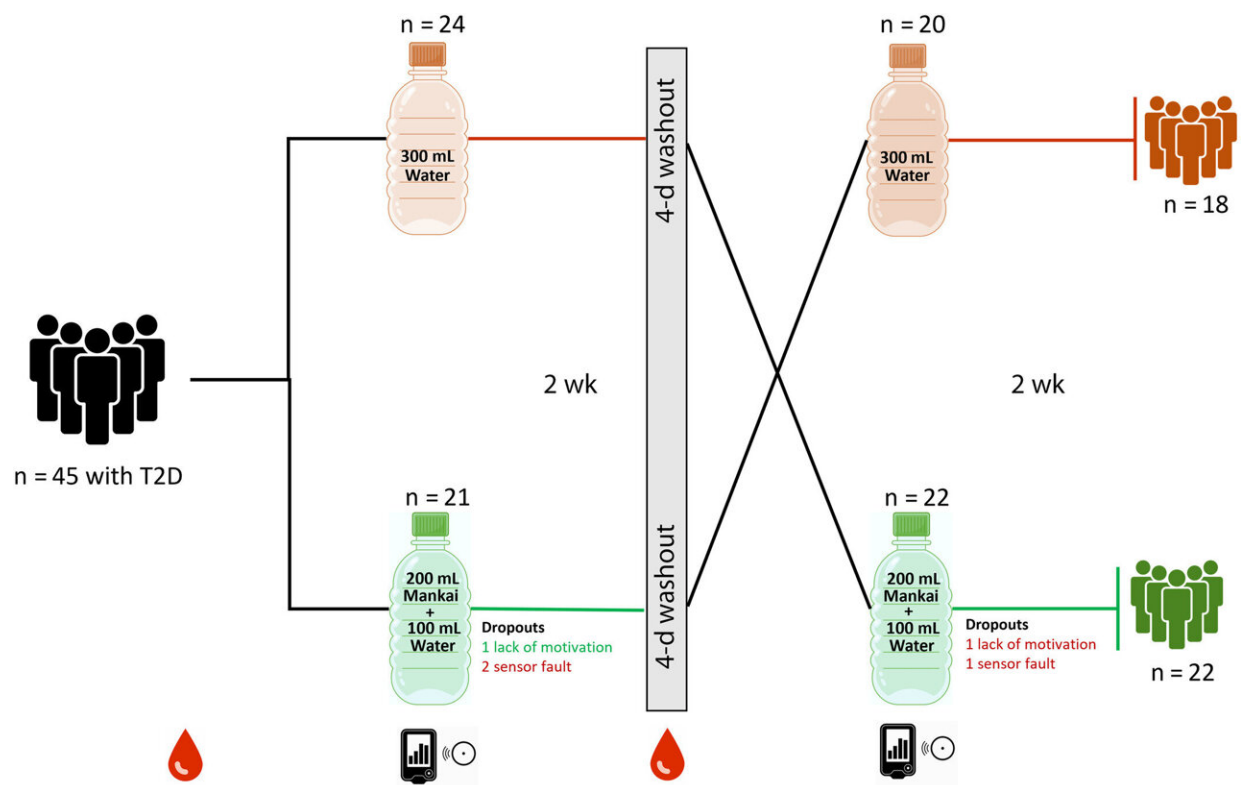 n = 24
n = 20
300 mL
Water
4-d washout
300 mL
Water
n = 18
2 wk
2 wk
n = 45 with T2D
n = 21
n = 22
200 mL
Mankai
+
100 mL
Water
Dropouts
1 lack of motivation
2 sensor fault
4-d washout
200 mL
Mankai
+
100 mL
Water
Dropouts
1 lack of motivation
1 sensor fault
n = 22